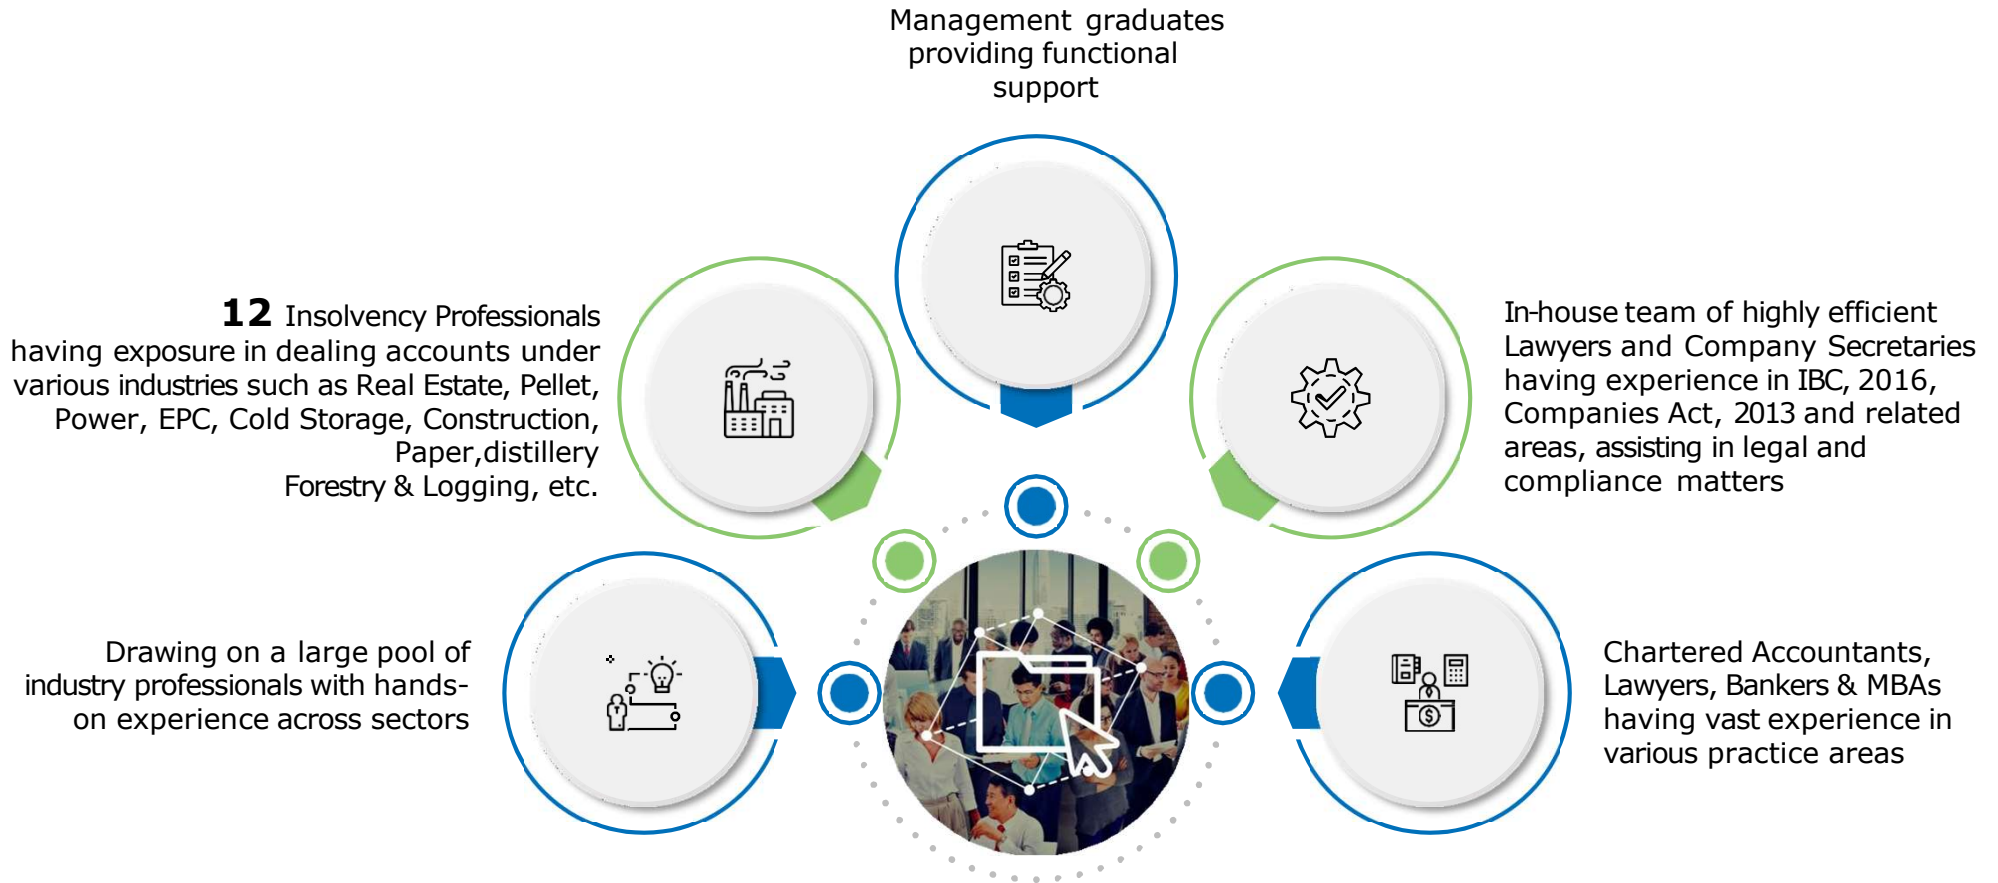 Management graduates
providing functional
support
12 Insolvency Professionals
having exposure in dealing accounts under
various industries such as Real Estate, Pellet,
Power, EPC, Cold Storage, Construction,
Paper,distillery
Forestry & Logging, etc.
In-house team of highly efficient
Lawyers and Company Secretaries
having experience in IBC, 2016,
Companies Act, 2013 and related
areas, assisting in legal and
compliance matters
Drawing on a large pool of
industry professionals with hands-
on experience across sectors
Chartered Accountants,
Lawyers, Bankers & MBAs
having vast experience in
various practice areas